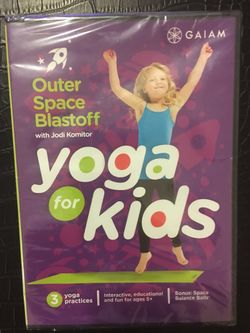 GAIAM
Outer
Space
Blastoff
with Jodi Komitor
yoga
for
kids
3 yoga
practices
Interactive, educational
and fun for ages 5+
Bonus: Space
Balance Balls